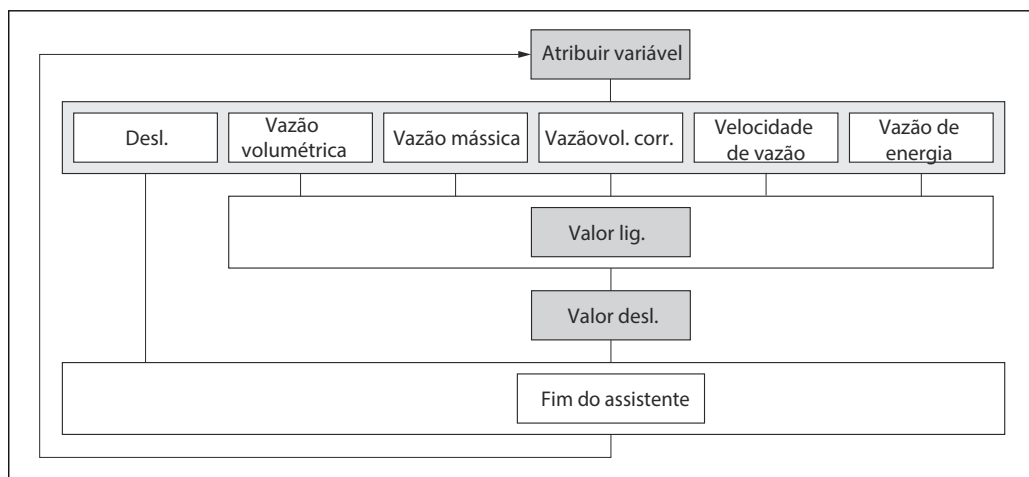 Atribuir variável
Desl.
Vazão
volumétrica
Vazão mássica
Vazãovol. corr.
Velocidade
de vazão
Vazão de
energia
Valor lig.
Valor desl.
Fim do assistente